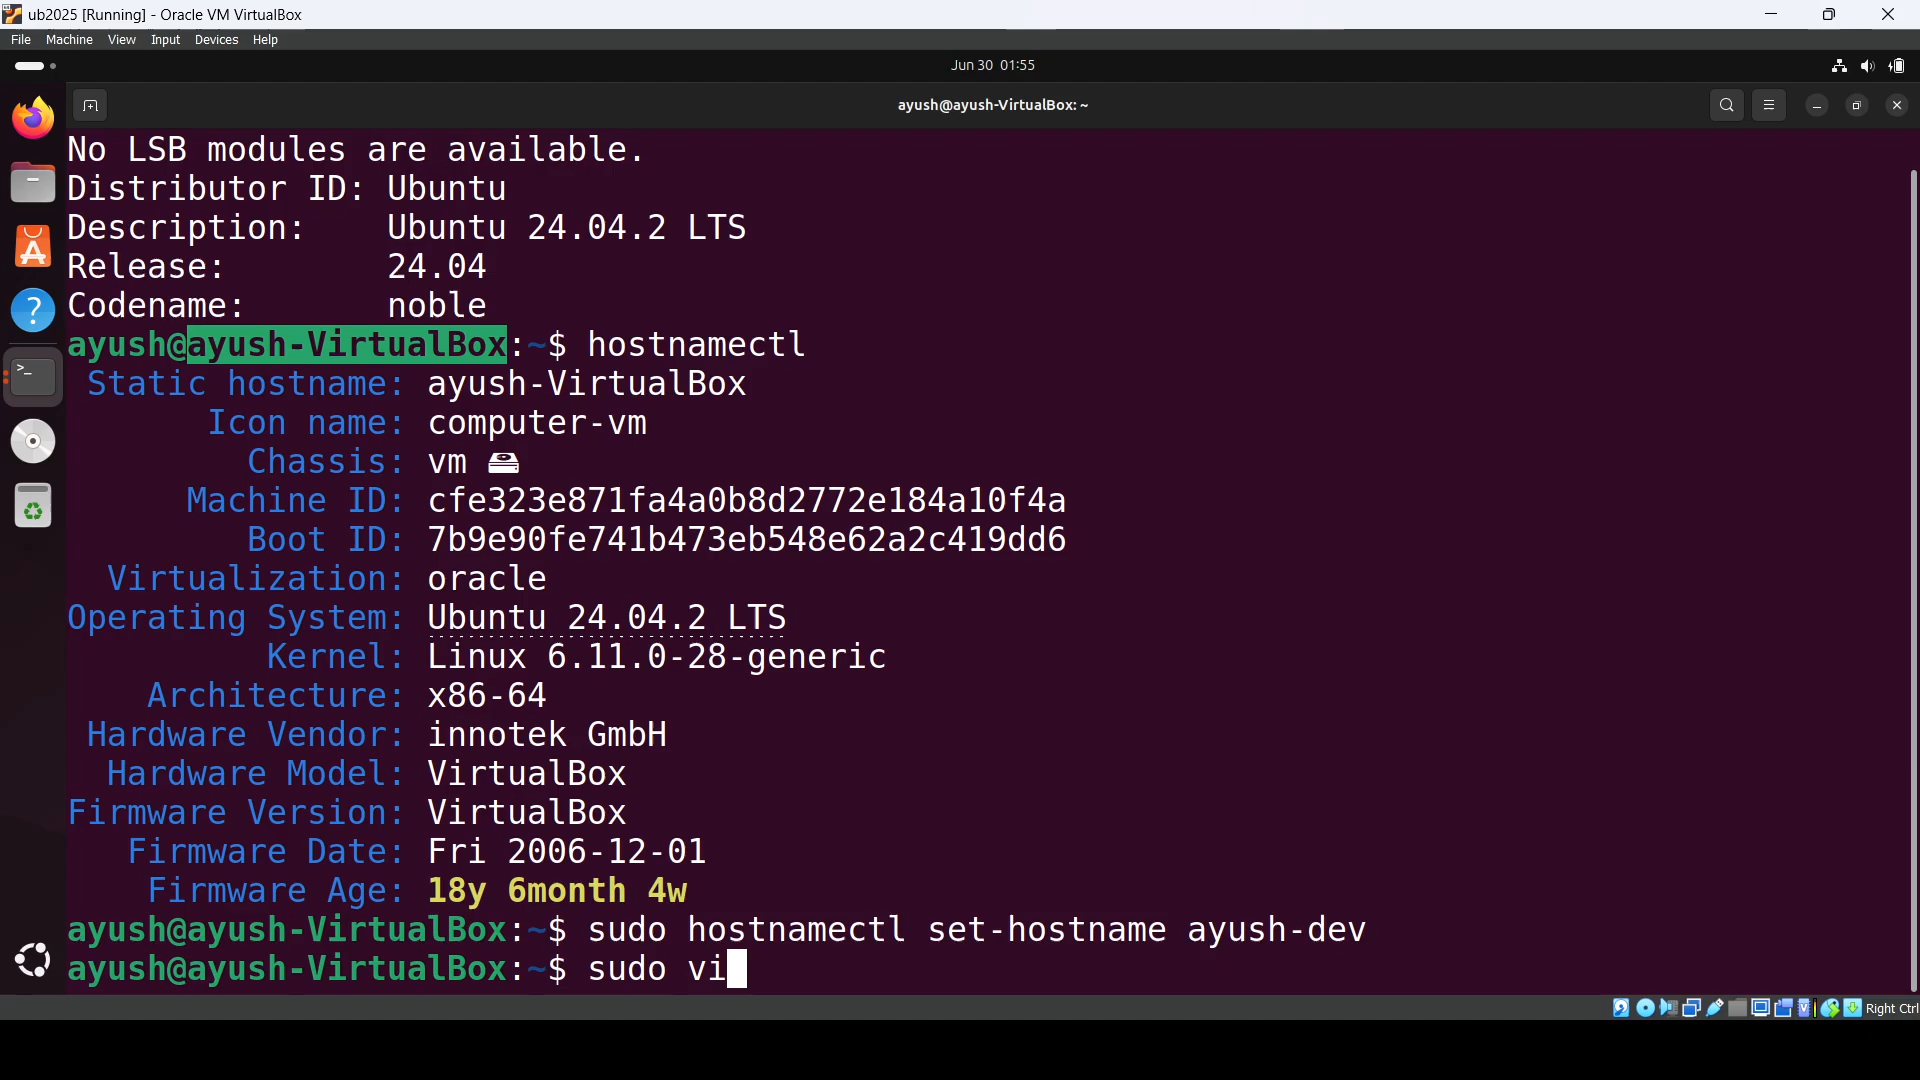 ub2025 [Running] - Oracle VM VirtualBox
File Machine View Input Devices Help
Jun 30 01:55
ayush@ayush-VirtualBox: ~
No LSB modules are available.
Distributor ID: Ubuntu
Description: Ubuntu 24.04.2 LTS
Release: 24.04
Codename: noble
ayush@ayush-VirtualBox:~$ hostnamectl
Static hostname: ayush-VirtualBox
Icon name: computer-vm
Chassis: vm
Machine ID: cfe323e871fa4a0b8d2772e184a10f4a
Boot ID: 7b9e90fe741b473eb548e62a2c419dd6
Virtualization: oracle
Operating System: Ubuntu 24.04.2 LTS
Kernel: Linux 6.11.0-28-generic
Architecture: x86-64
Hardware Vendor: innotek GmbH
Hardware Model: VirtualBox
Firmware Version: VirtualBox
Firmware Date: Fri 2006-12-01
Firmware Age: 18y 6month 4w
ayush@ayush-VirtualBox:~$ sudo hostnamectl set-hostname ayush-dev
ayush@ayush-VirtualBox:~$ sudo vi
Right Ctrl